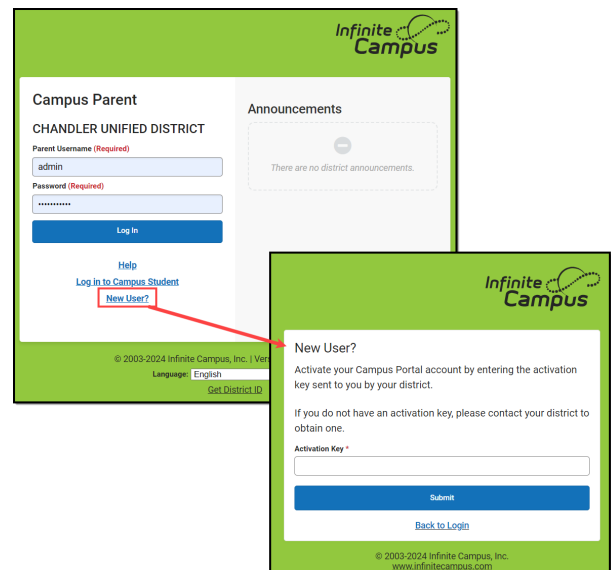 Infinite
Campus
Campus Parent
CHANDLER UNIFIED DISTRICT
Parent Username (Required)
admin
Password (Required)
•••••••••••
Log In
Help
Log in to Campus Student
New User?
Announcements
There are no district announcements.
© 2003-2024 Infinite Campus, Inc. |
Language: English
Get District ID
Infinite
Campus
New User?
Activate your Campus Portal account by entering the activation
key sent to you by your district.
If you do not have an activation key, please contact your district to
obtain one.
Activation Key *
Submit
Back to Login
© 2003-2024 Infinite Campus, Inc.
www.infinitecampus.com